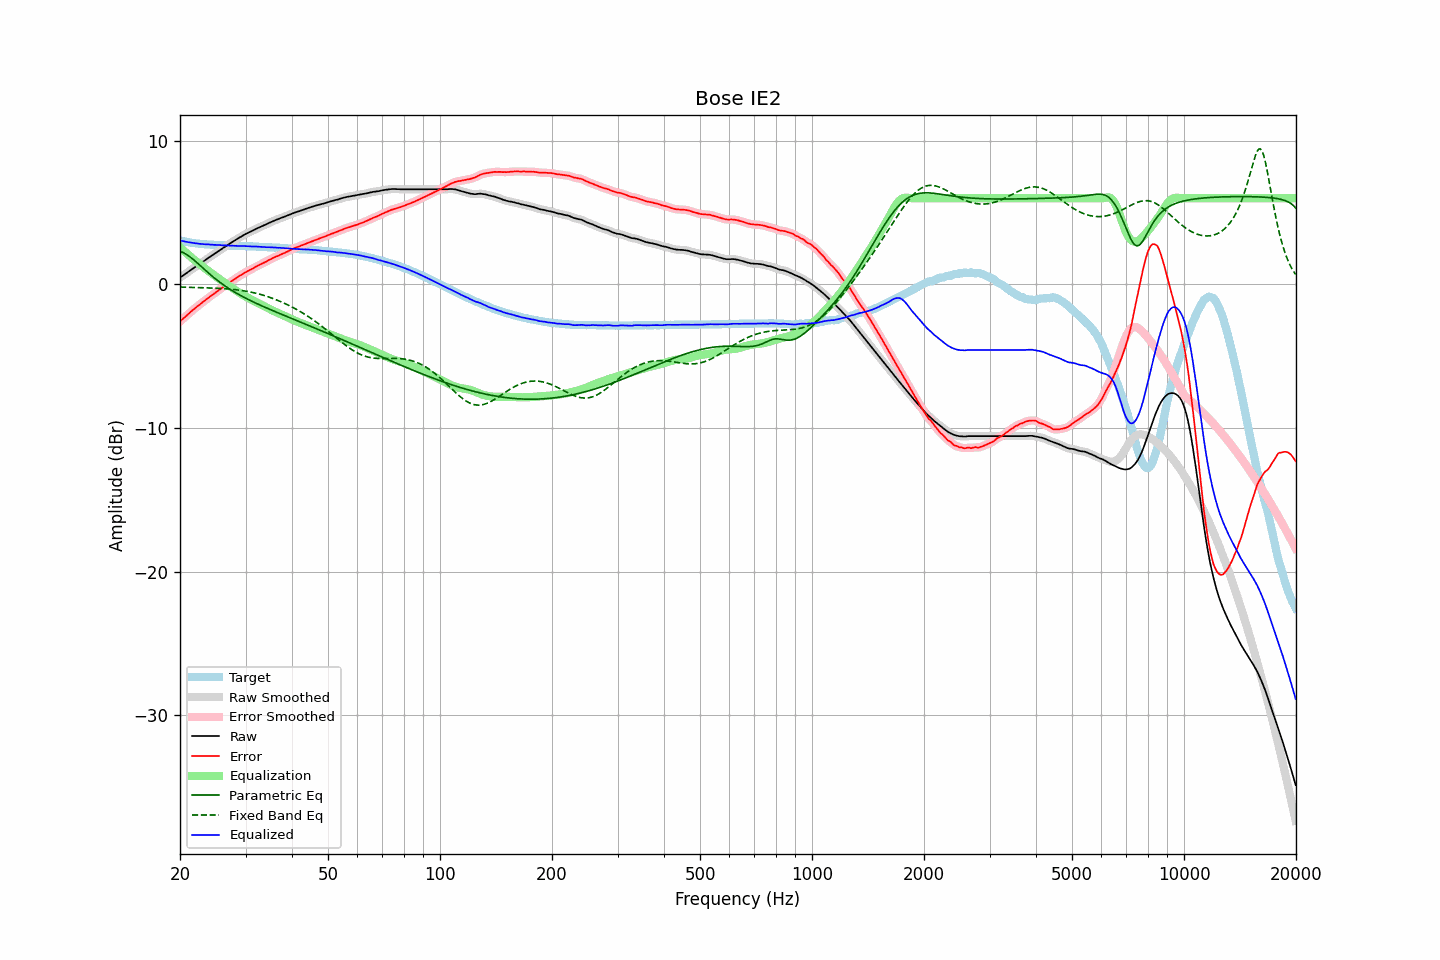 Bose IE2
10
0
−10
−20
−30
Amplitude (dBr)
Target
Raw Smoothed
Error Smoothed
Raw
Error
Equalization
Parametric Eq
Fixed Band Eq
Equalized
20 50 100 200 500 1000 2000 5000 10000 20000
Frequency (Hz)